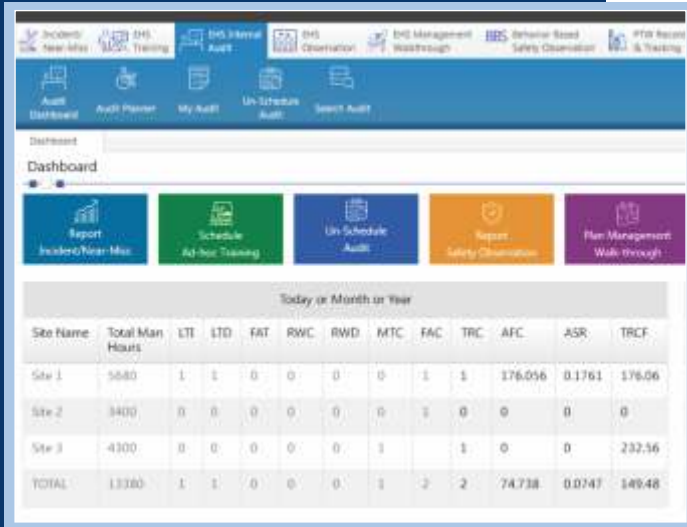 Incidents/ EHS EHS Internal EHS EHS Management BBS Behavior Based PTW Record
Near-Miss Training Audit Observation Walkthrough Safety Observation & Tracking
Audit Dashboard Audit Planner My Audit Un-Schedule Audit Search Audit
Dashboard
Dashboard
Report Schedule Un-Schedule Report Plan Management
Incident/Near-Miss Ad-hoc Training Audit Safety Observation Walk-through
Today or Month or Year
Site Name Total Man Hours LTI LTD FAT RWC RWD MTC FAC TRC AFC ASR TRCF
Site 1 5680 1 1 0 0 0 0 1 1 176.056 0.1761 176.06
Site 2 3400 0 0 0 0 0 0 1 0 0 0 0
Site 3 4300 0 0 0 0 0 1 1 0 0 232.56
TOTAL 13380 1 1 0 0 0 1 2 2 74.738 0.0747 149.48